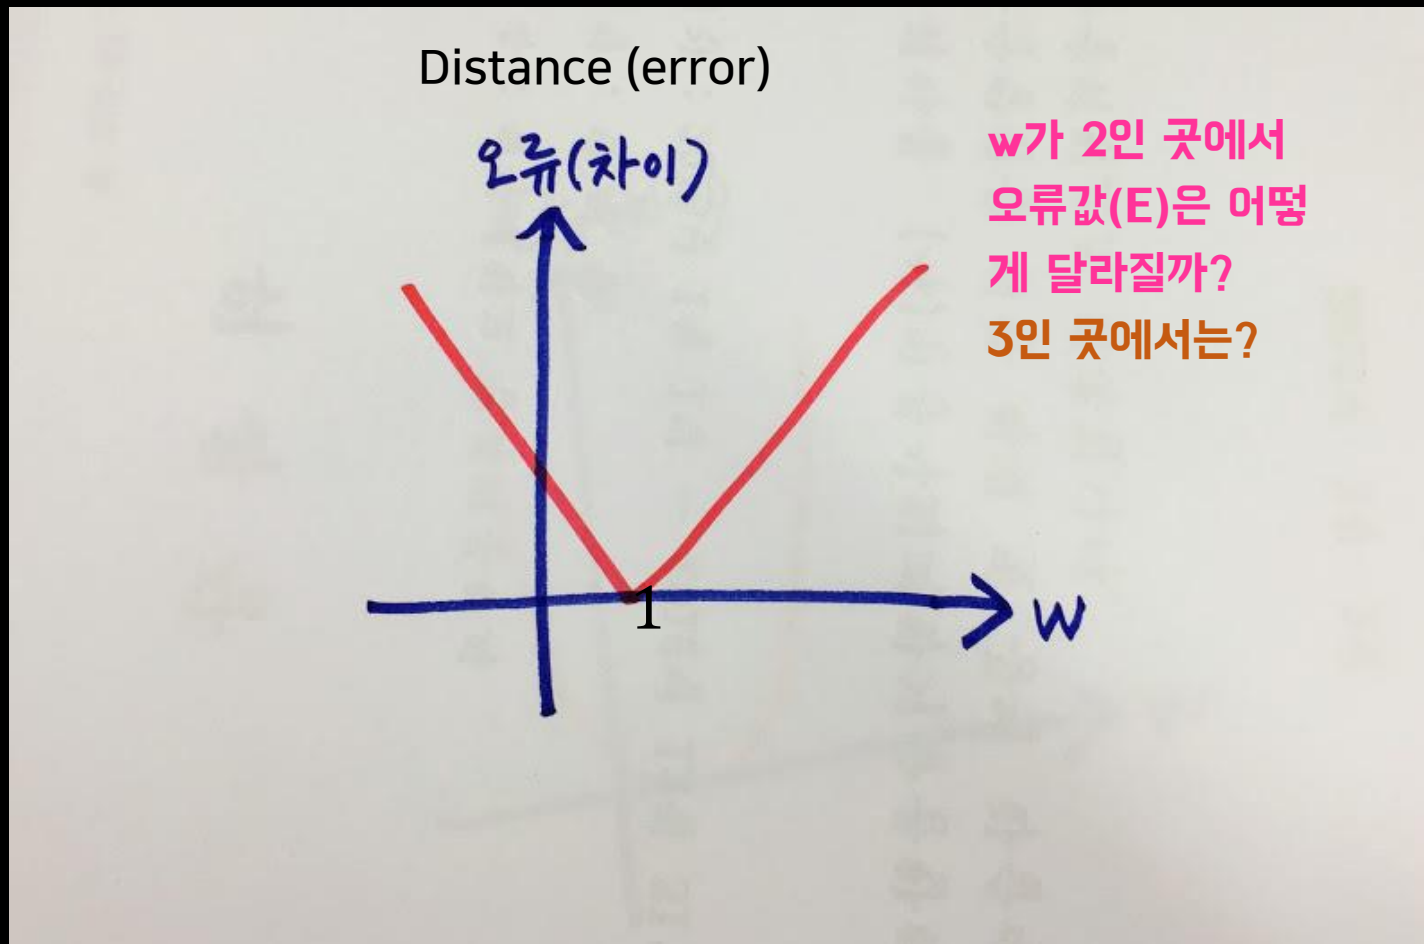 Distance (error)
오류(차이)
w가 2인 곳에서
오류값(E)은 어떻
게 달라질까?
3인 곳에서는?
1
W